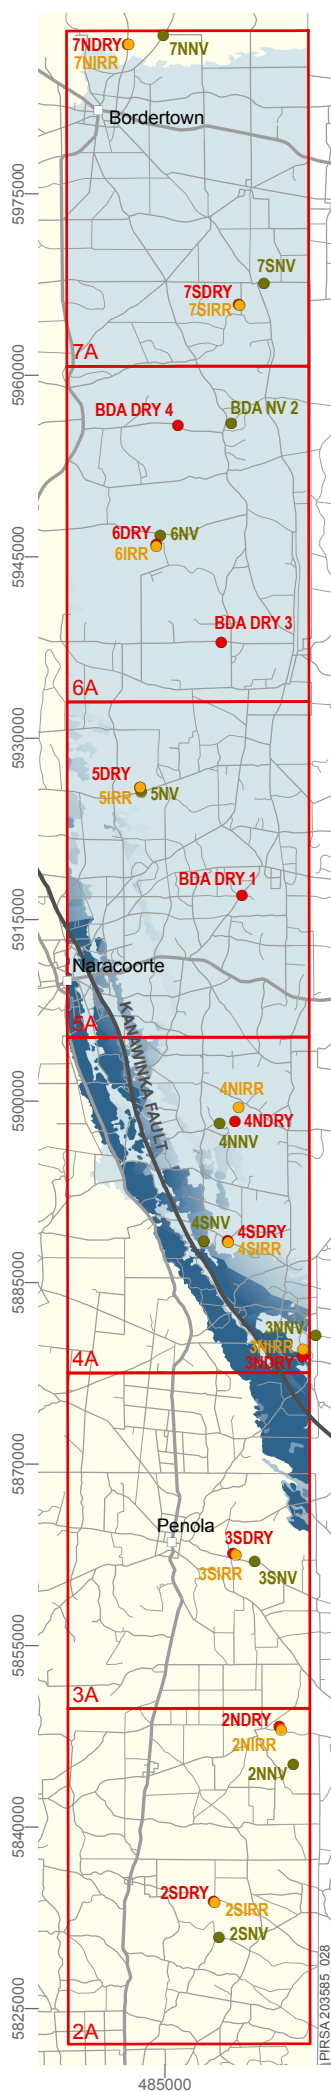 7NDRY
7NNV
7NIRR
Bordertown
5975000
7SNV
7SDRY
7SIRR
7A
5960000
BDA DRY 4
BDA NV 2
6DRY
6NV
6IRR
5945000
BDA DRY 3
6A
5930000
5DRY
5IRR
5NV
BDA DRY 1
5915000
Naracoorte
KANAWINKA FAULT
5A
5900000
4NIRR
4NDRY
4NNV
4SNV
4SDRY
4SIRR
5885000
3NNV
3NIRR
3NDRY
4A
5870000
Penola
3SDRY
3SIRR
3SNV
5855000
3A
2NDRY
2NIRR
2NNV
5840000
2SDRY
2SIRR
2SNV
5825000
2A
PIRSA 203585_028
485000